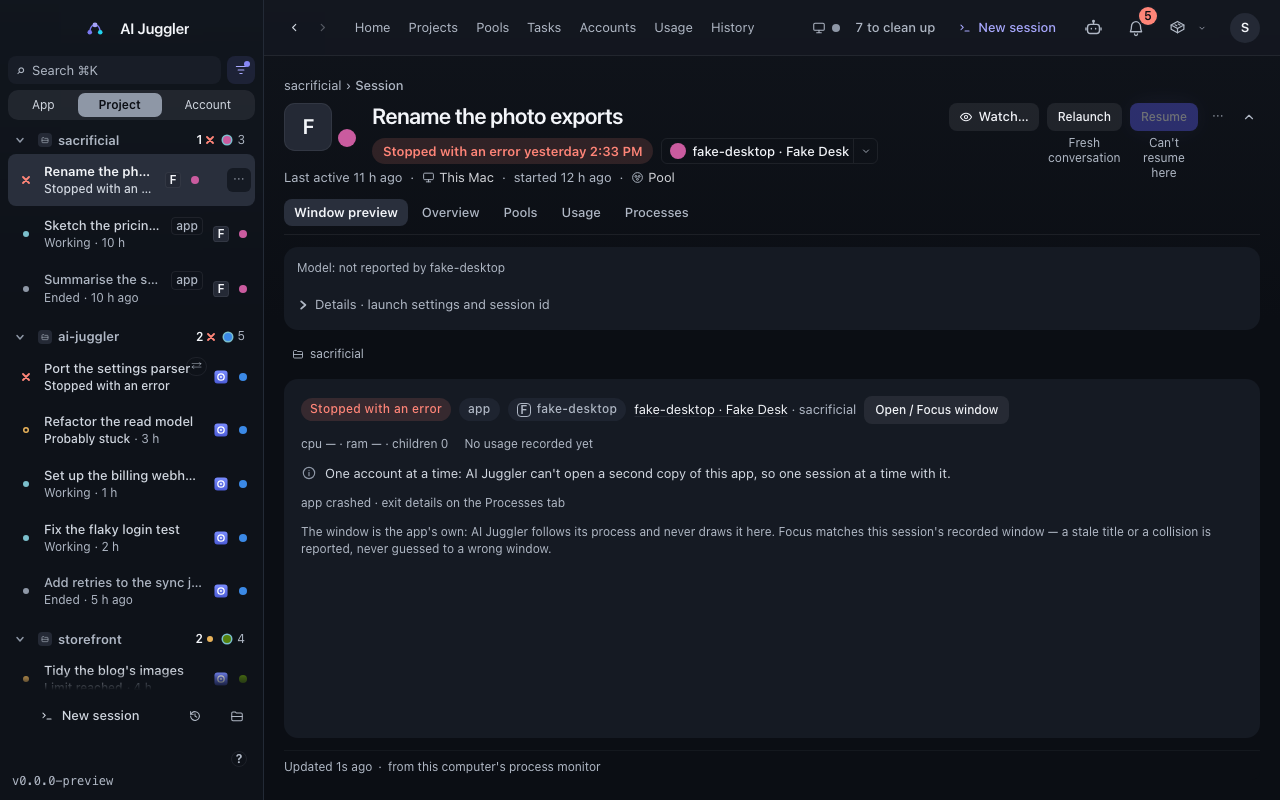 AI Juggler
Search ⌘K
App Project Account
sacrificial 1 3
Rename the ph... F
Stopped with an ...
Sketch the pricin... app F
Working · 10 h
Summarise the s... app F
Ended · 10 h ago
ai-juggler 2 5
Port the settings parser
Stopped with an error
Refactor the read model
Probably stuck · 3 h
Set up the billing webh...
Working · 1 h
Fix the flaky login test
Working · 2 h
Add retries to the sync j...
Ended · 5 h ago
storefront 2 4
Tidy the blog's images
Limit reached · 4 h
New session
?
v0.0.0-preview
Home Projects Pools Tasks Accounts Usage History 7 to clean up New session 5 S
sacrificial › Session
F
Rename the photo exports
Stopped with an error yesterday 2:33 PM fake-desktop · Fake Desk
Last active 11 h ago · This Mac · started 12 h ago · Pool
Watch... Relaunch Resume ...
Fresh conversation
Can't resume here
Window preview Overview Pools Usage Processes
Model: not reported by fake-desktop
Details · launch settings and session id
sacrificial
Stopped with an error app F fake-desktop fake-desktop · Fake Desk · sacrificial Open / Focus window
cpu — · ram — · children 0 No usage recorded yet
One account at a time: AI Juggler can't open a second copy of this app, so one session at a time with it.
app crashed · exit details on the Processes tab
The window is the app's own: AI Juggler follows its process and never draws it here. Focus matches this session's recorded window — a stale title or a collision is
reported, never guessed to a wrong window.
Updated 1s ago · from this computer's process monitor